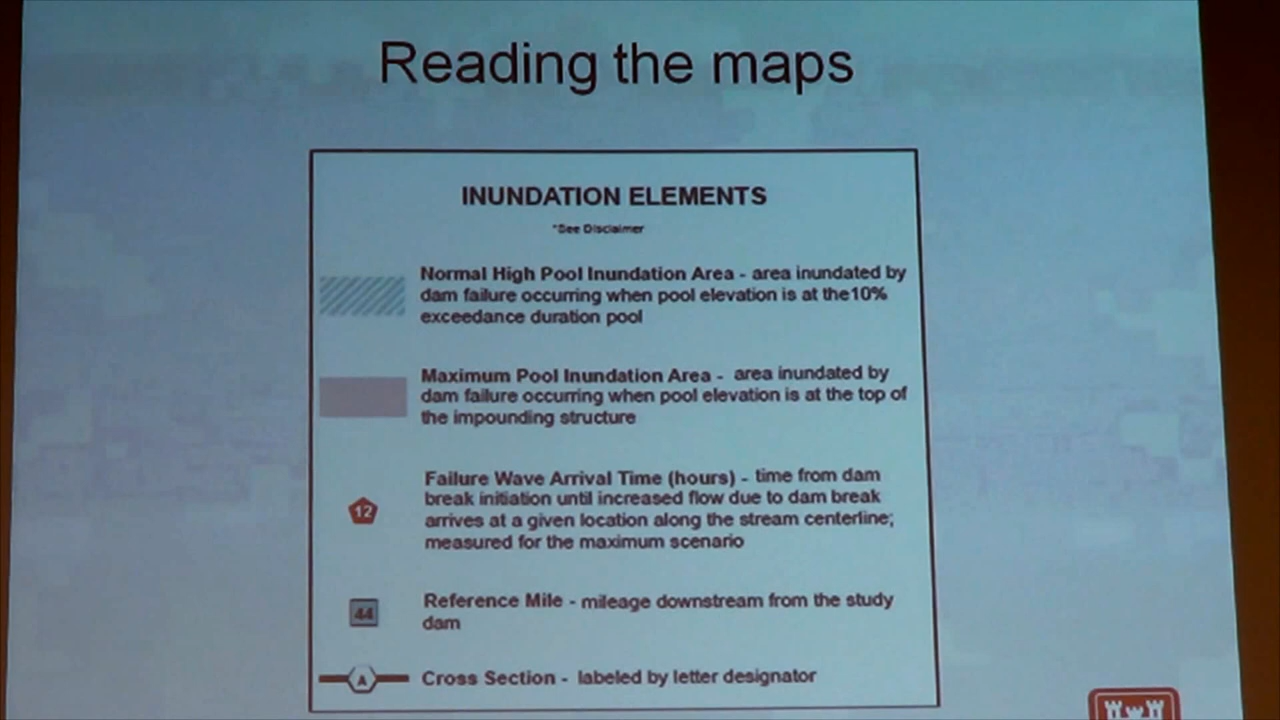 Reading the maps
INUNDATION ELEMENTS
*See Disclaimer
Normal High Pool Inundation Area - area inundated by
dam failure occurring when pool elevation is at the10%
exceedance duration pool
Maximum Pool Inundation Area - area inundated by
dam failure occurring when pool elevation is at the top of
the impounding structure
Failure Wave Arrival Time (hours) - time from dam
break initiation until increased flow due to dam break
arrives at a given location along the stream centerline;
measured for the maximum scenario
12
Reference Mile - mileage downstream from the study
dam
44
A
Cross Section - labeled by letter designator